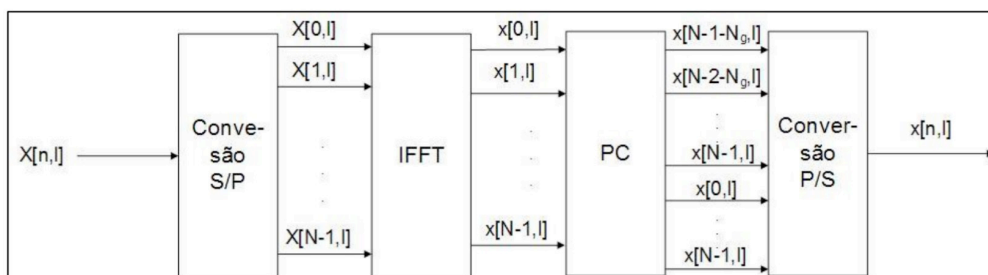 X[n,l]
Conve-
são
S/P
X[0,l]
X[1,l]
X[N-1,l]
IFFT
x[0,l]
x[1,l]
x[N-1,l]
PC
x[N-1-Ng,l]
x[N-2-Ng,l]
x[N-1,l]
x[0,l]
x[N-1,l]
Conver-
são
P/S
x[n,l]